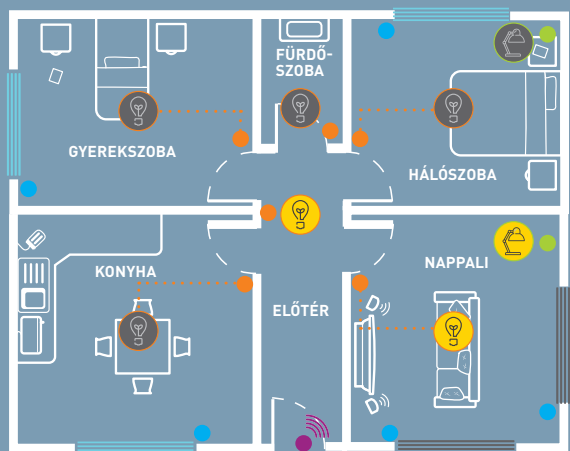 FÜRDŐ-
SZOBA
GYEREKSZOBA
HÁLÓSZOBA
KONYHA
NAPPALI
ELŐTÉR